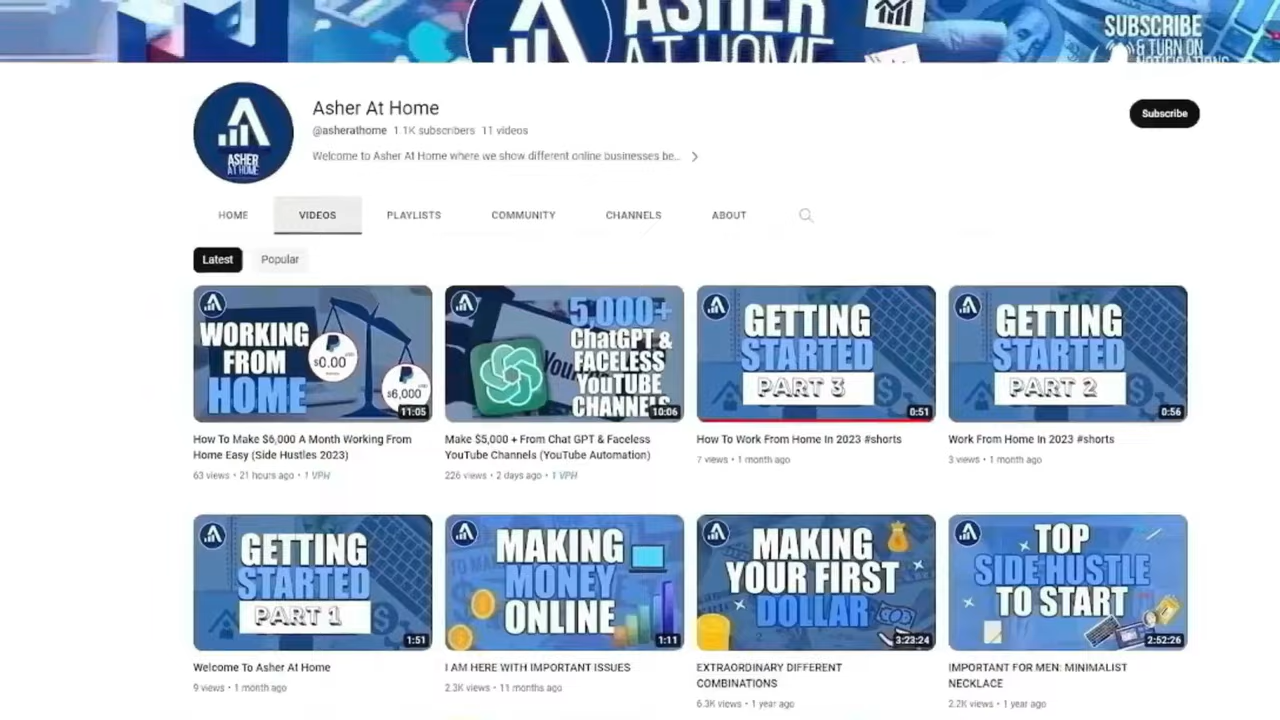 ASHER
AT HOME
SUBSCRIBE
& TURN ON
NOTIFICATIONS
ASHER
AT HOME
Asher At Home
@asherathome 1.1K subscribers 11 videos
Welcome to Asher At Home where we show different online businesses be...
Subscribe
HOME VIDEOS PLAYLISTS COMMUNITY CHANNELS ABOUT
Latest Popular
WORKING
FROM
HOME
$0.00
$6,000
11:05
5,000+
ChatGPT &
FACELESS
YOUTUBE
CHANNELS
10:06
GETTING
STARTED
PART 3
0:51
GETTING
STARTED
PART 2
0:56
How To Make $6,000 A Month Working From
Home Easy (Side Hustles 2023)
63 views • 21 hours ago • 1 VPH
Make $5,000 + From Chat GPT & Faceless
YouTube Channels (YouTube Automation)
226 views • 2 days ago • 1 VPH
How To Work From Home In 2023 #shorts
7 views • 1 month ago
Work From Home In 2023 #shorts
3 views • 1 month ago
GETTING
STARTED
PART 1
1:51
MAKING
MONEY
ONLINE
1:11
MAKING
YOUR FIRST
DOLLAR
3:23:24
TOP
SIDE HUSTLE
TO START
2:52:26
Welcome To Asher At Home
9 views • 1 month ago
I AM HERE WITH IMPORTANT ISSUES
2.3K views • 11 months ago
EXTRAORDINARY DIFFERENT
COMBINATIONS
6.3K views • 1 year ago
IMPORTANT FOR MEN: MINIMALIST
NECKLACE
2.2K views • 1 year ago